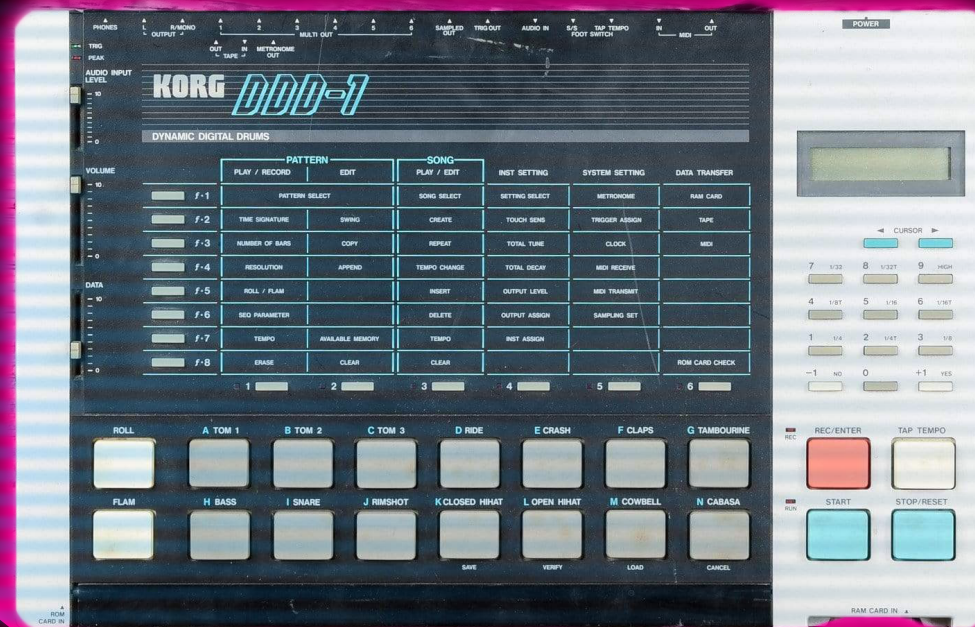 PHONES L R/MONO 1 2 3 4 5 6 SAMPLED OUT TRIG OUT AUDIO IN S/S TAP TEMPO IN OUT
OUTPUT MULTI OUT FOOT SWITCH MIDI
OUT IN METRONOME OUT
TAPE
POWER
TRIG
PEAK
AUDIO INPUT
LEVEL
10
0
KORG DDD-1
DYNAMIC DIGITAL DRUMS
PATTERN SONG
PLAY / RECORD EDIT PLAY / EDIT INST SETTING SYSTEM SETTING DATA TRANSFER
VOLUME
10
0
f-1 PATTERN SELECT SONG SELECT SETTING SELECT METRONOME RAM CARD
f-2 TIME SIGNATURE SWING CREATE TOUCH SENS TRIGGER ASSIGN TAPE
f-3 NUMBER OF BARS COPY REPEAT TOTAL TUNE CLOCK MIDI
f-4 RESOLUTION APPEND TEMPO CHANGE TOTAL DECAY MIDI RECEIVE
DATA
10
0
f-5 ROLL / FLAM INSERT OUTPUT LEVEL MIDI TRANSMIT
f-6 SEQ PARAMETER DELETE OUTPUT ASSIGN SAMPLING SET
f-7 TEMPO AVAILABLE MEMORY TEMPO INST ASSIGN
f-8 ERASE CLEAR CLEAR ROM CARD CHECK
1 2 3 4 5 6
◄ CURSOR ►
7 1/32 8 1/32T 9 HIGH
4 1/8T 5 1/16 6 1/16T
1 1/4 2 1/4T 3 1/8
−1 NO 0 +1 YES
ROLL A TOM 1 B TOM 2 C TOM 3 D RIDE E CRASH F CLAPS G TAMBOURINE
REC REC/ENTER TAP TEMPO
FLAM H BASS I SNARE J RIMSHOT K CLOSED HIHAT L OPEN HIHAT M COWBELL N CABASA
RUN START STOP/RESET
SAVE VERIFY LOAD CANCEL
ROM
CARD IN
RAM CARD IN